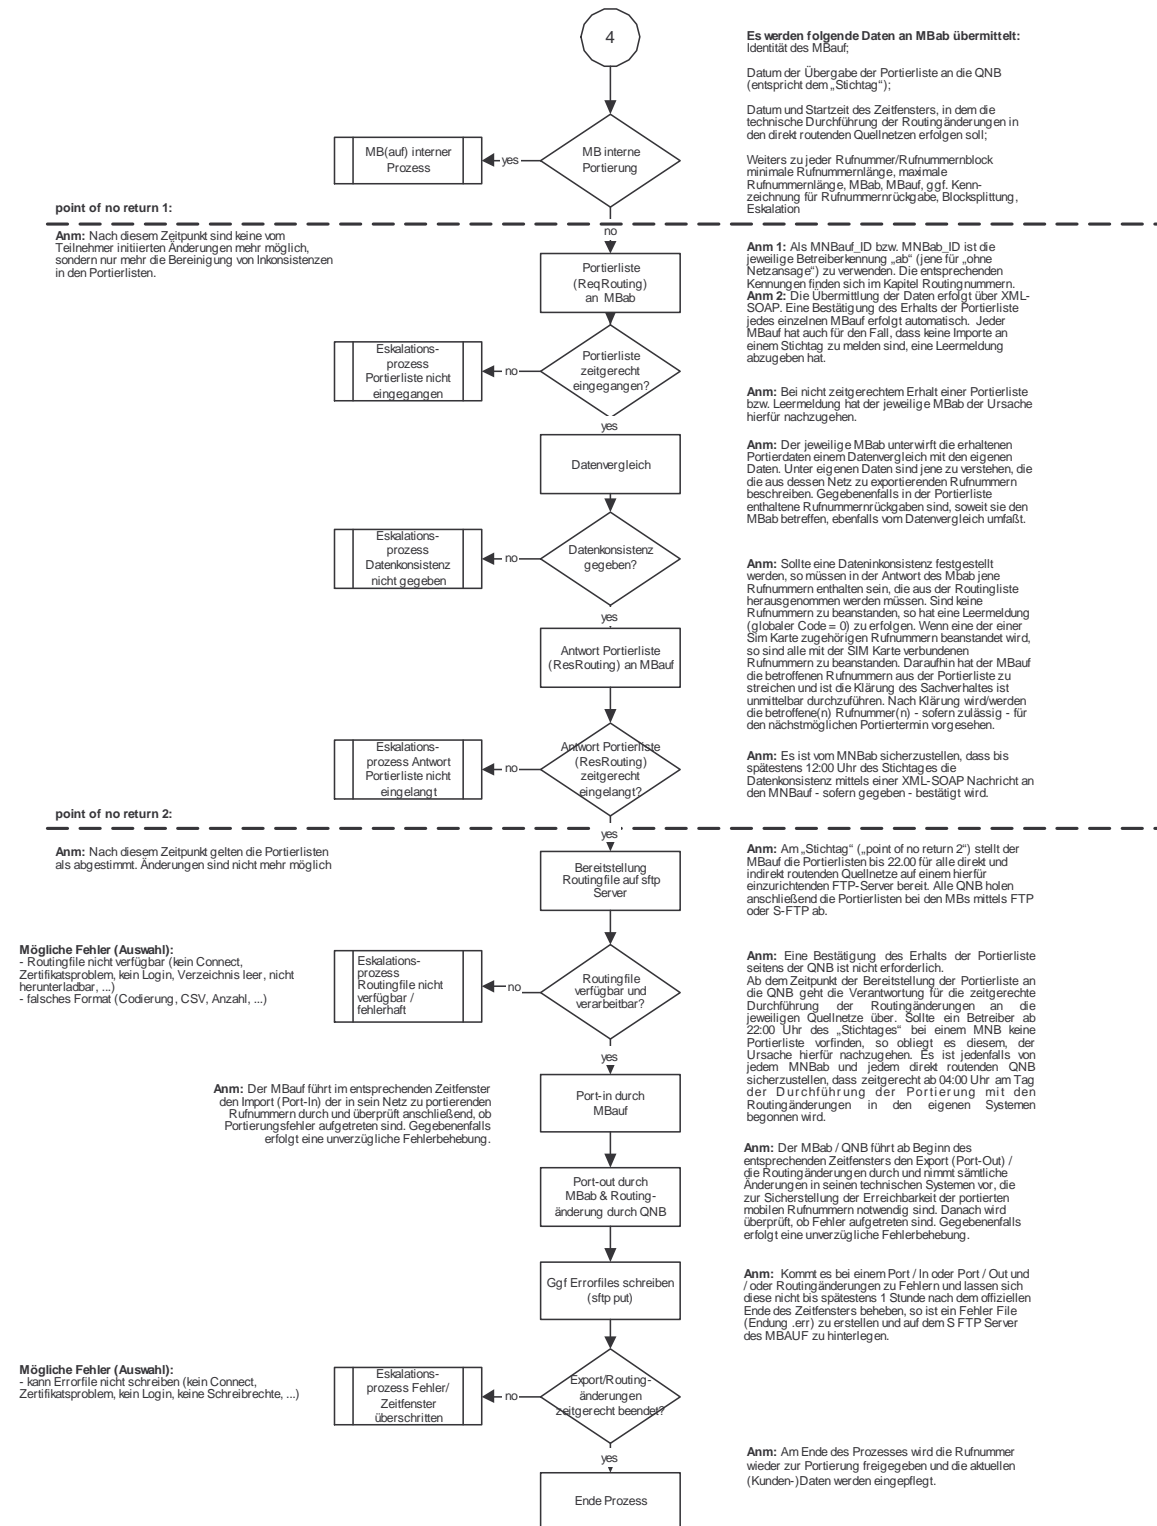 4
Es werden folgende Daten an MBab übermittelt:
Identität des MBauf;
Datum der Übergabe der Portierliste an die QNB
(entspricht dem „Stichtag“);
Datum und Startzeit des Zeitfensters, in dem die
technische Durchführung der Routingänderungen in
den direkt routenden Quellnetzen erfolgen soll;
Weiters zu jeder Rufnummer/Rufnummernblock
minimale Rufnummernlänge, maximale
Rufnummernlänge, MBab, MBauf, ggf. Kenn-
zeichnung für Rufnummernrückgabe, Blocksplittung,
Eskalation
MB(auf) interner
Prozess
yes
MB interne
Portierung
point of no return 1:
no
Anm: Nach diesem Zeitpunkt sind keine vom
Teilnehmer initiierten Änderungen mehr möglich,
sondern nur mehr die Bereinigung von Inkonsistenzen
in den Portierlisten.
Portierliste
(ReqRouting)
an MBab
Anm 1: Als MNBauf_ID bzw. MNBab_ID ist die
jeweilige Betreiberkennung „ab“ (jene für „ohne
Netzansage“) zu verwenden. Die entsprechenden
Kennungen finden sich im Kapitel Routingnummern.
Anm 2: Die Übermittlung der Daten erfolgt über XML-
SOAP. Eine Bestätigung des Erhalts der Portierliste
jedes einzelnen MBauf erfolgt automatisch. Jeder
MBauf hat auch für den Fall, dass keine Importe an
einem Stichtag zu melden sind, eine Leermeldung
abzugeben hat.
Eskalations-
prozess
Portierliste nicht
eingegangen
no
Portierliste
zeitgerecht
eingegangen?
Anm: Bei nicht zeitgerechtem Erhalt einer Portierliste
bzw. Leermeldung hat der jeweilige MBab der Ursache
hierfür nachzugehen.
yes
Datenvergleich
Anm: Der jeweilige MBab unterwirft die erhaltenen
Portierdaten einem Datenvergleich mit den eigenen
Daten. Unter eigenen Daten sind jene zu verstehen, die
die aus dessen Netz zu exportierenden Rufnummern
beschreiben. Gegebenenfalls in der Portierliste
enthaltene Rufnummernrückgaben sind, soweit sie den
MBab betreffen, ebenfalls vom Datenvergleich umfaßt.
Eskalations-
prozess
Datenkonsistenz
nicht gegeben
no
Datenkonsistenz
gegeben?
yes
Anm: Sollte eine Dateninkonsistenz festgestellt
werden, so müssen in der Antwort des Mbab jene
Rufnummern enthalten sein, die aus der Routingliste
herausgenommen werden müssen. Sind keine
Rufnummern zu beanstanden, so hat eine Leermeldung
(globaler Code = 0) zu erfolgen. Wenn eine der einer
Sim Karte zugehörigen Rufnummern beanstandet wird,
so sind alle mit der SIM Karte verbundenen
Rufnummern zu beanstanden. Daraufhin hat der MBauf
die betroffenen Rufnummern aus der Portierliste zu
streichen und ist die Klärung des Sachverhaltes ist
unmittelbar durchzuführen. Nach Klärung wird/werden
die betroffene(n) Rufnummer(n) - sofern zulässig - für
den nächstmöglichen Portiertermin vorgesehen.
Antwort Portierliste
(ResRouting) an MBauf
Eskalations-
prozess Antwort
Portierliste nicht
eingelangt
no
Antwort Portierliste
(ResRouting)
zeitgerecht
eingelangt?
Anm: Es ist vom MNBab sicherzustellen, dass bis
spätestens 12:00 Uhr des Stichtages die
Datenkonsistenz mittels einer XML-SOAP Nachricht an
den MNBauf - sofern gegeben - bestätigt wird.
point of no return 2:
yes
Anm: Nach diesem Zeitpunkt gelten die Portierlisten
als abgestimmt. Änderungen sind nicht mehr möglich
Bereitstellung
Routingfile auf sftp
Server
Anm: Am „Stichtag“ („point of no return 2“) stellt der
MBauf die Portierlisten bis 22.00 für alle direkt und
indirekt routenden Quellnetze auf einem hierfür
einzurichtenden FTP-Server bereit. Alle QNB holen
anschließend die Portierlisten bei den MBs mittels FTP
oder S-FTP ab.
Mögliche Fehler (Auswahl):
- Routingfile nicht verfügbar (kein Connect,
Zertifikatsproblem, kein Login, Verzeichnis leer, nicht
herunterladbar, ...)
- falsches Format (Codierung, CSV, Anzahl, ...)
Eskalations-
prozess
Routingfile nicht
verfügbar /
fehlerhaft
no
Routingfile
verfügbar und
verarbeitbar?
yes
Anm: Eine Bestätigung des Erhalts der Portierliste
seitens der QNB ist nicht erforderlich.
Ab dem Zeitpunkt der Bereitstellung der Portierliste an
die QNB geht die Verantwortung für die zeitgerechte
Durchführung der Routingänderungen an die
jeweiligen Quellnetze über. Sollte ein Betreiber ab
22:00 Uhr des „Stichtages“ bei einem MNB keine
Portierliste vorfinden, so obliegt es diesem, der
Ursache hierfür nachzugehen. Es ist jedenfalls von
jedem MNBab und jedem direkt routenden QNB
sicherzustellen, dass zeitgerecht ab 04:00 Uhr am Tag
der Durchführung der Portierung mit den
Routingänderungen in den eigenen Systemen
begonnen wird.
Anm: Der MBauf führt im entsprechenden Zeitfenster
den Import (Port-In) der in sein Netz zu portierenden
Rufnummern durch und überprüft anschließend, ob
Portierungsfehler aufgetreten sind. Gegebenenfalls
erfolgt eine unverzügliche Fehlerbehebung.
Port-in durch
MBauf
Port-out durch
MBab & Routing-
änderung durch QNB
Anm: Der MBab / QNB führt ab Beginn des
entsprechenden Zeitfensters den Export (Port-Out) /
die Routingänderungen durch und nimmt sämtliche
Änderungen in seinen technischen Systemen vor, die
zur Sicherstellung der Erreichbarkeit der portierten
mobilen Rufnummern notwendig sind. Danach wird
überprüft, ob Fehler aufgetreten sind. Gegebenenfalls
erfolgt eine unverzügliche Fehlerbehebung.
Ggf Errorfiles schreiben
(sftp put)
Anm: Kommt es bei einem Port / In oder Port / Out und
/ oder Routingänderungen zu Fehlern und lassen sich
diese nicht bis spätestens 1 Stunde nach dem offiziellen
Ende des Zeitfensters beheben, so ist ein Fehler File
(Endung .err) zu erstellen und auf dem S FTP Server
des MBAUF zu hinterlegen.
Mögliche Fehler (Auswahl):
- kann Errorfile nicht schreiben (kein Connect,
Zertifikatsproblem, kein Login, keine Schreibrechte, ...)
Eskalations-
prozess Fehler/
Zeitfenster
überschritten
no
Export/Routing-
änderungen
zeitgerecht beendet?
yes
Anm: Am Ende des Prozesses wird die Rufnummer
wieder zur Portierung freigegeben und die aktuellen
(Kunden-)Daten werden eingepflegt.
Ende Prozess